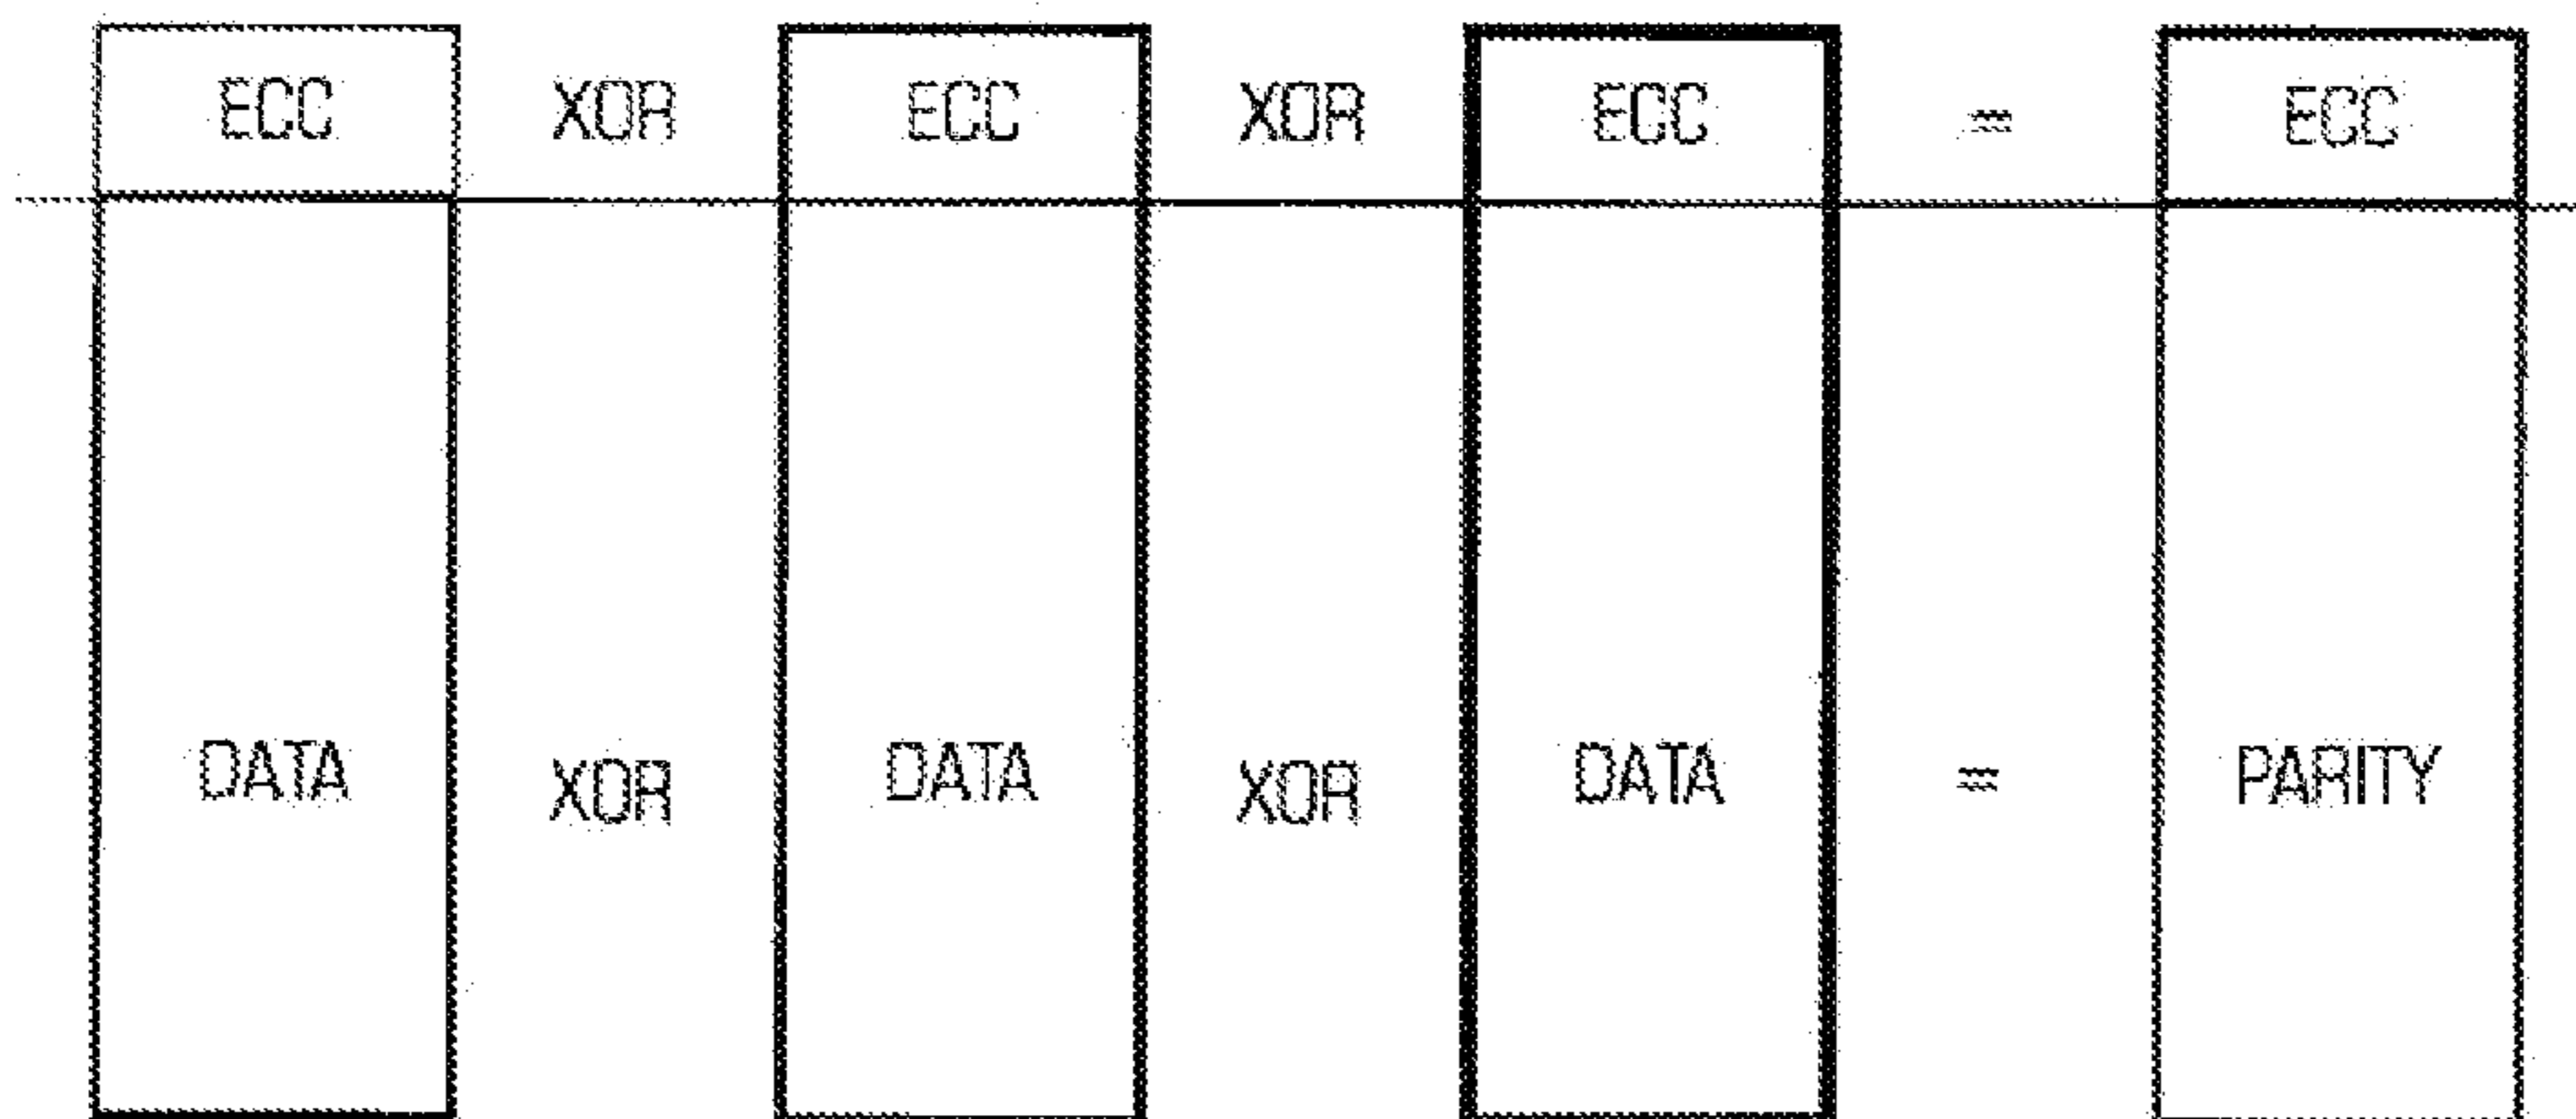 ECC XOR ECC XOR ECC = ECC
DATA XOR DATA XOR DATA = PARITY